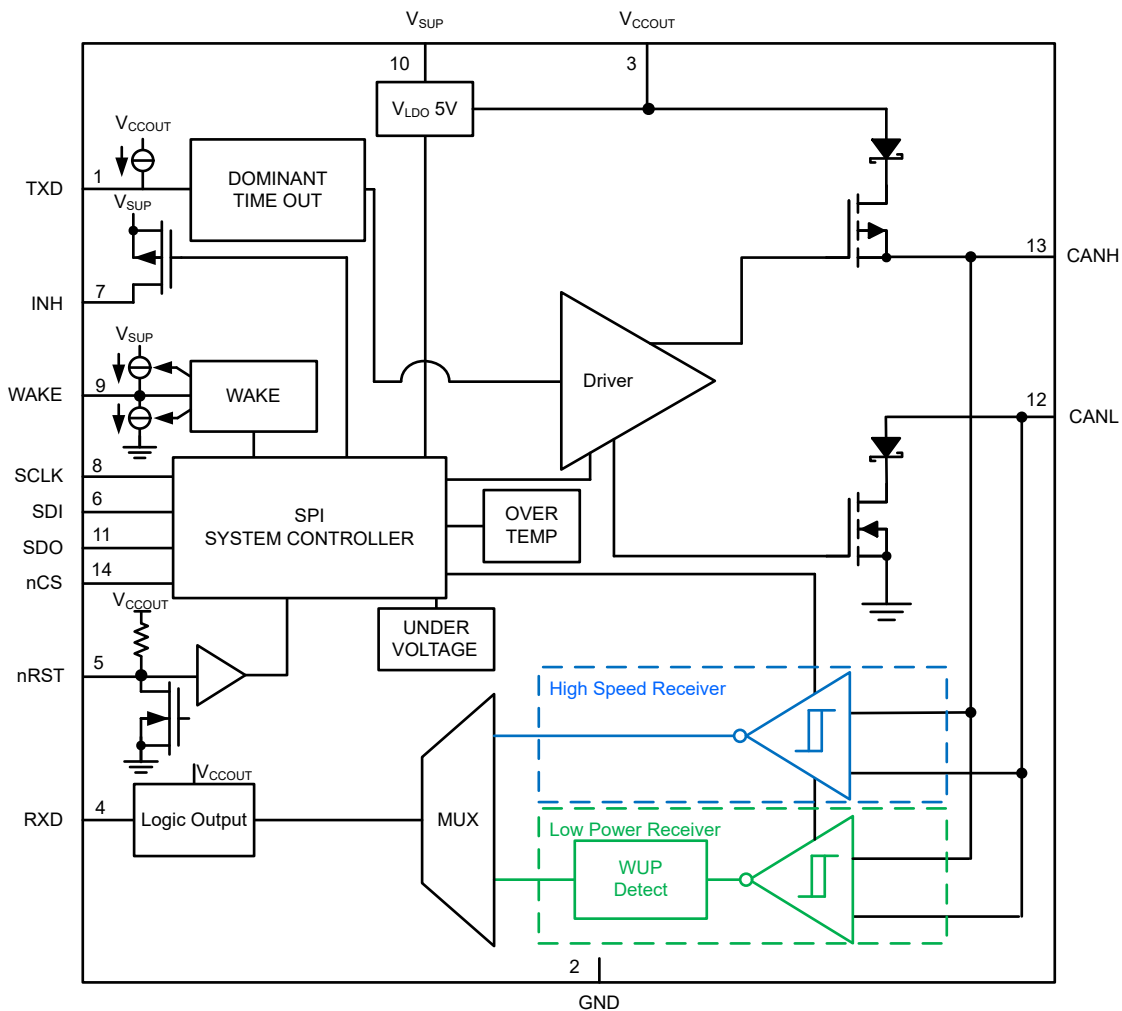 VSUP
VCCOUT
10
3
VLDO 5V
VCCOUT
TXD
1
DOMINANT
TIME OUT
VSUP
INH
7
13
CANH
VSUP
WAKE
9
WAKE
Driver
12
CANL
SCLK
8
SDI
6
SDO
11
nCS
14
SPI
SYSTEM CONTROLLER
OVER
TEMP
VCCOUT
UNDER
VOLTAGE
nRST
5
High Speed Receiver
VCCOUT
RXD
4
Logic Output
MUX
Low Power Receiver
WUP
Detect
2
GND